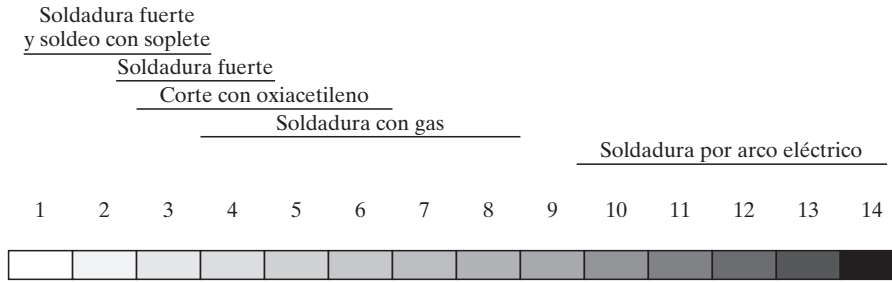 Soldadura fuerte
y soldeo con soplete
Soldadura fuerte
Corte con oxiacetileno
Soldadura con gas
Soldadura por arco eléctrico
1 2 3 4 5 6 7 8 9 10 11 12 13 14